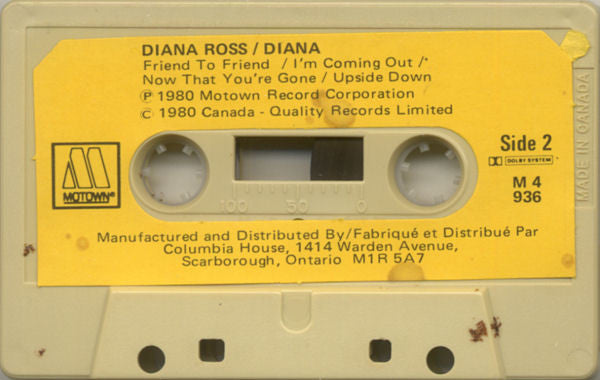 DIANA ROSS / DIANA
Friend To Friend / I'm Coming Out /*
Now That You're Gone / Upside Down
Ⓟ 1980 Motown Record Corporation
© 1980 Canada - Quality Records Limited
Side 2
DOLBY SYSTEM
M 4
936
MOTOWN®
100 50 0
Manufactured and Distributed By/Fabriqué et Distribué Par
Columbia House, 1414 Warden Avenue,
Scarborough, Ontario M1R 5A7
MADE IN CANADA